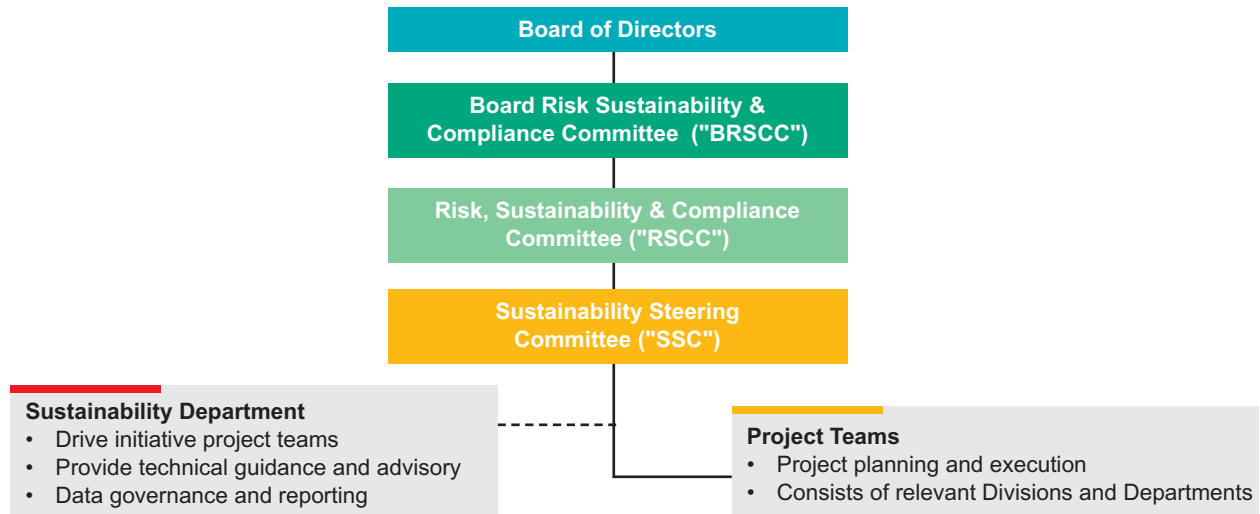 Board of Directors
Board Risk Sustainability &
Compliance Committee ("BRSCC")
Risk, Sustainability & Compliance
Committee ("RSCC")
Sustainability Steering
Committee ("SSC")
Sustainability Department
• Drive initiative project teams
• Provide technical guidance and advisory
• Data governance and reporting
Project Teams
• Project planning and execution
• Consists of relevant Divisions and Departments